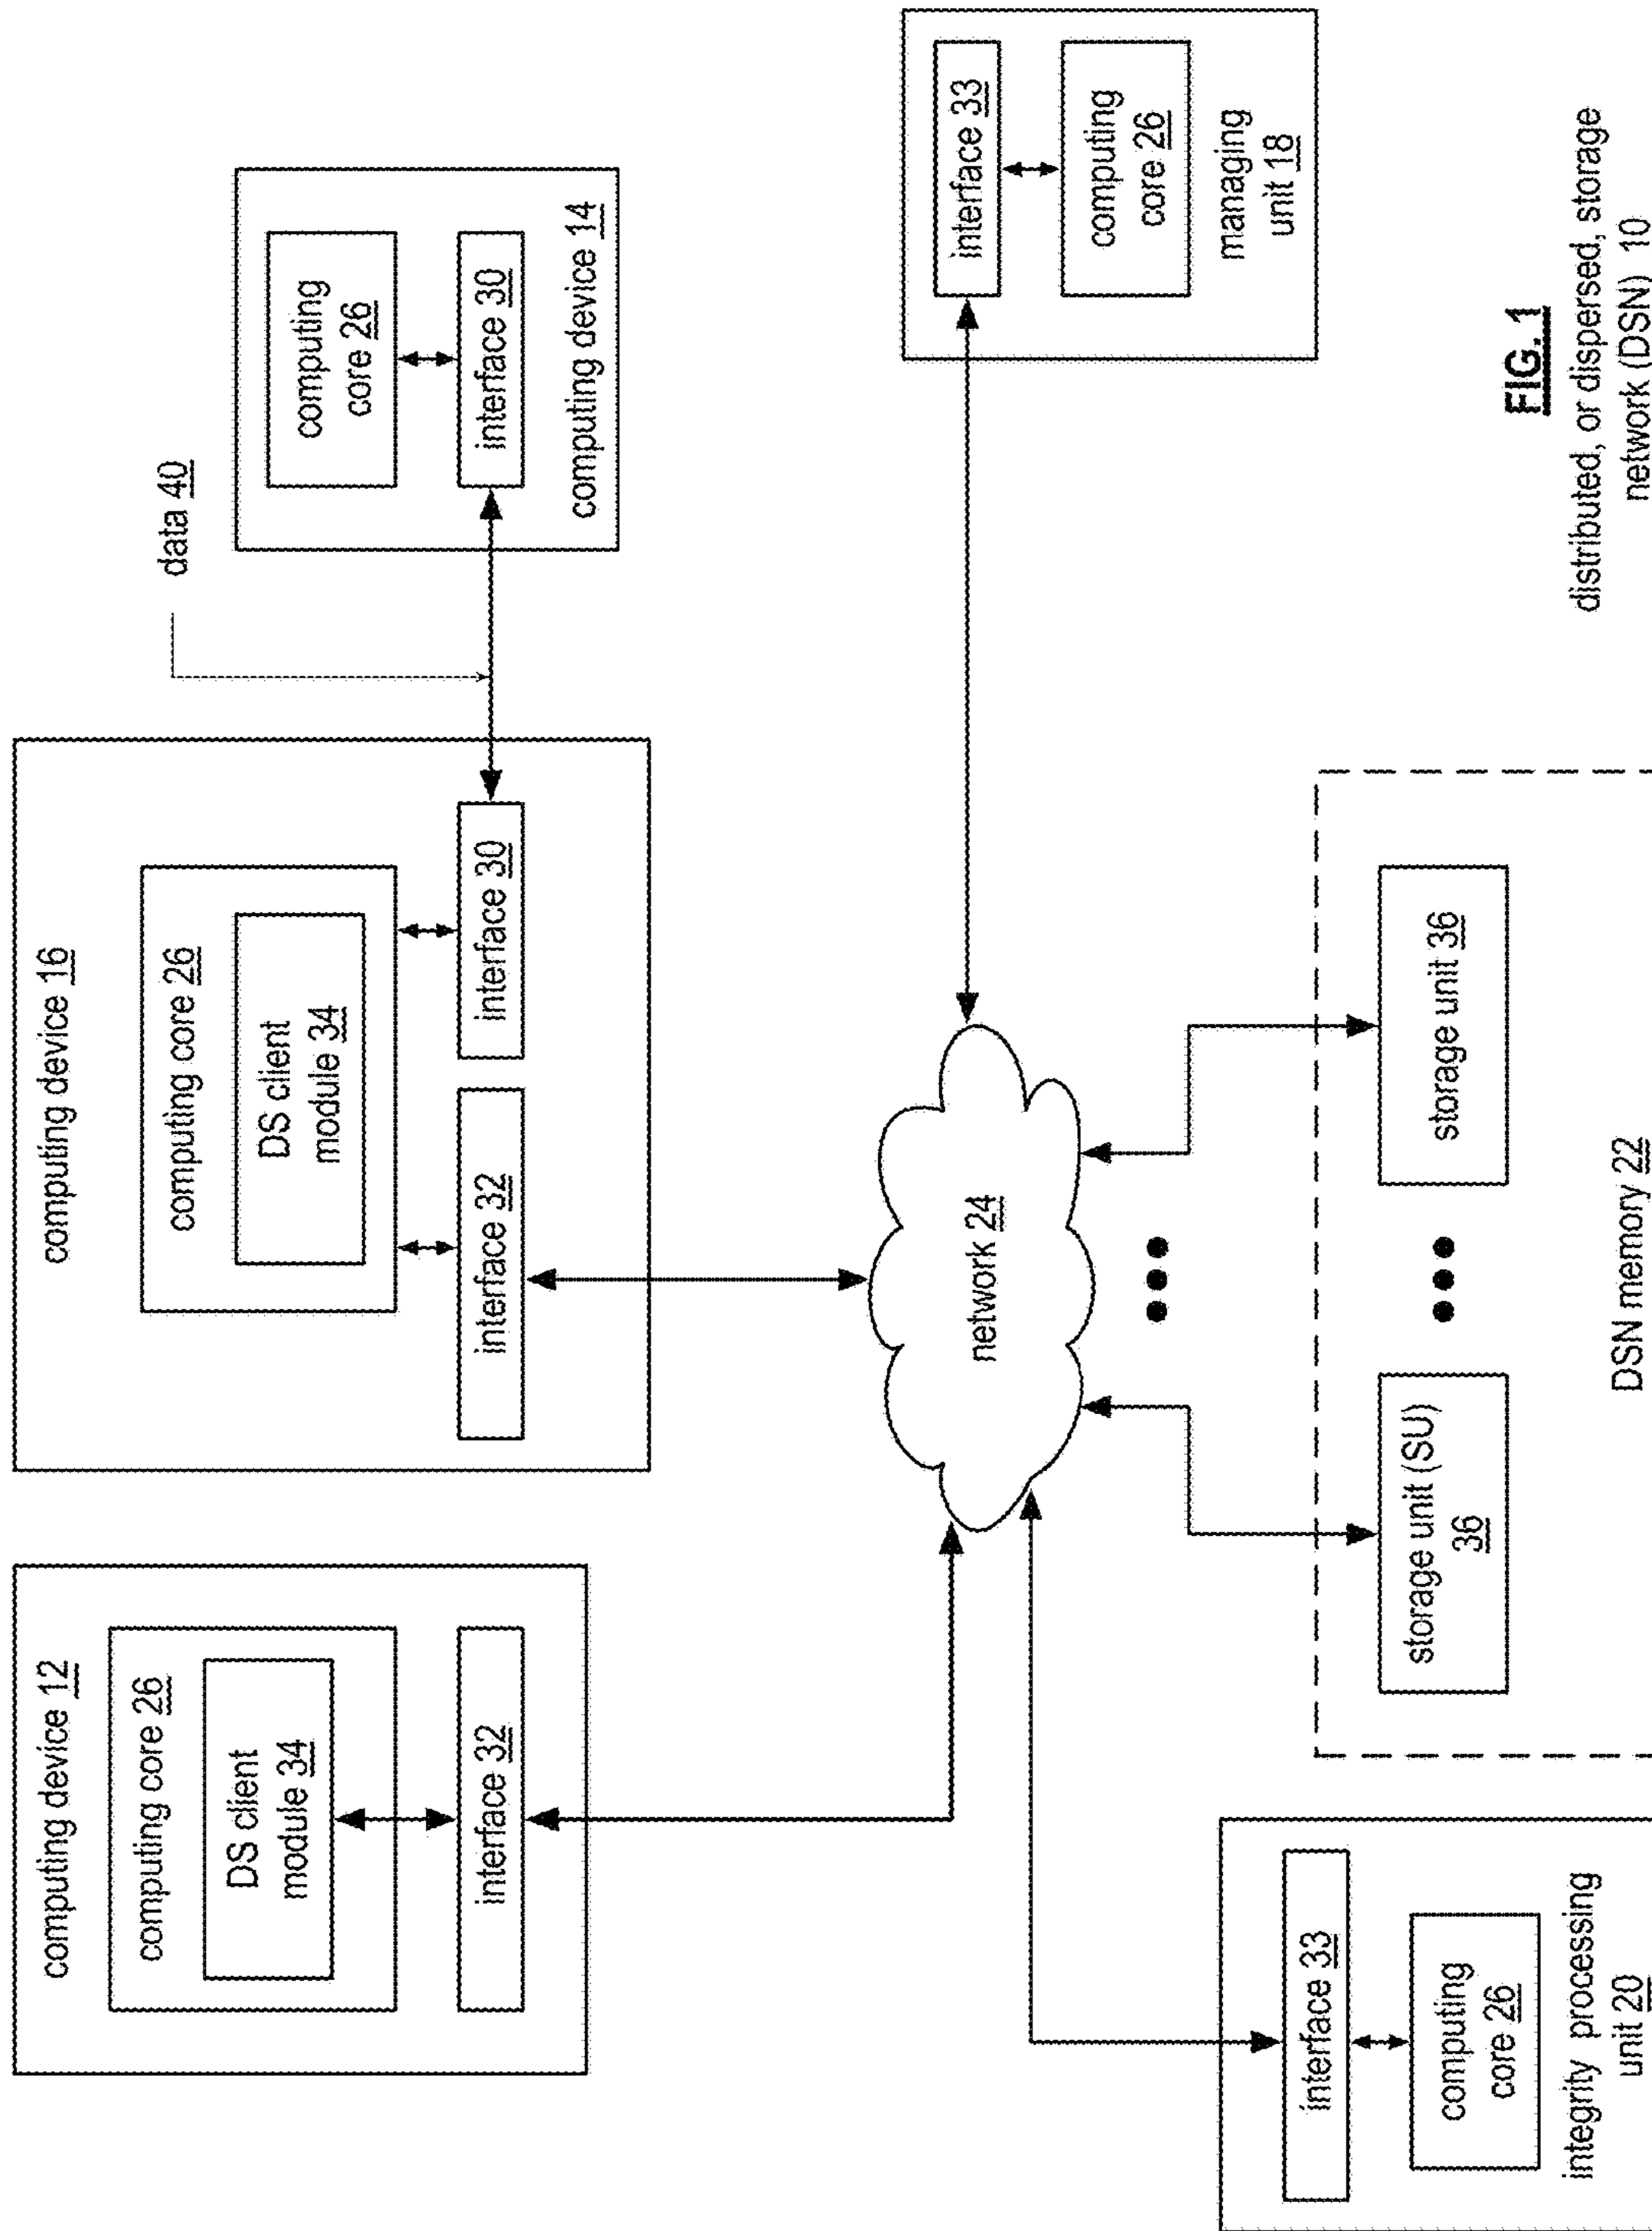 computing device 12
computing core 26
DS client
module 34
interface 32
computing device 16
computing core 26
DS client
module 34
interface 32
interface 30
data 40
computing
core 26
interface 30
computing device 14
network 24
interface 33
computing
core 26
managing
unit 18
interface 33
computing
core 26
integrity processing
unit 20
storage unit (SU)
36
storage unit 36
DSN memory 22
FIG. 1
distributed, or dispersed, storage
network (DSN) 10